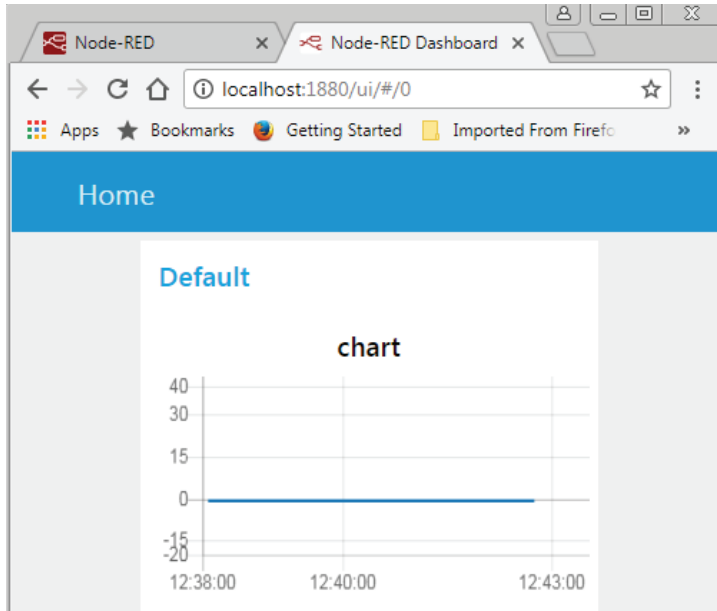 Node-RED
Node-RED Dashboard
localhost:1880/ui/#/0
Apps Bookmarks Getting Started Imported From Firefo
Home
Default
chart
40
30
15
0
-15
-20
12:38:00 12:40:00 12:43:00